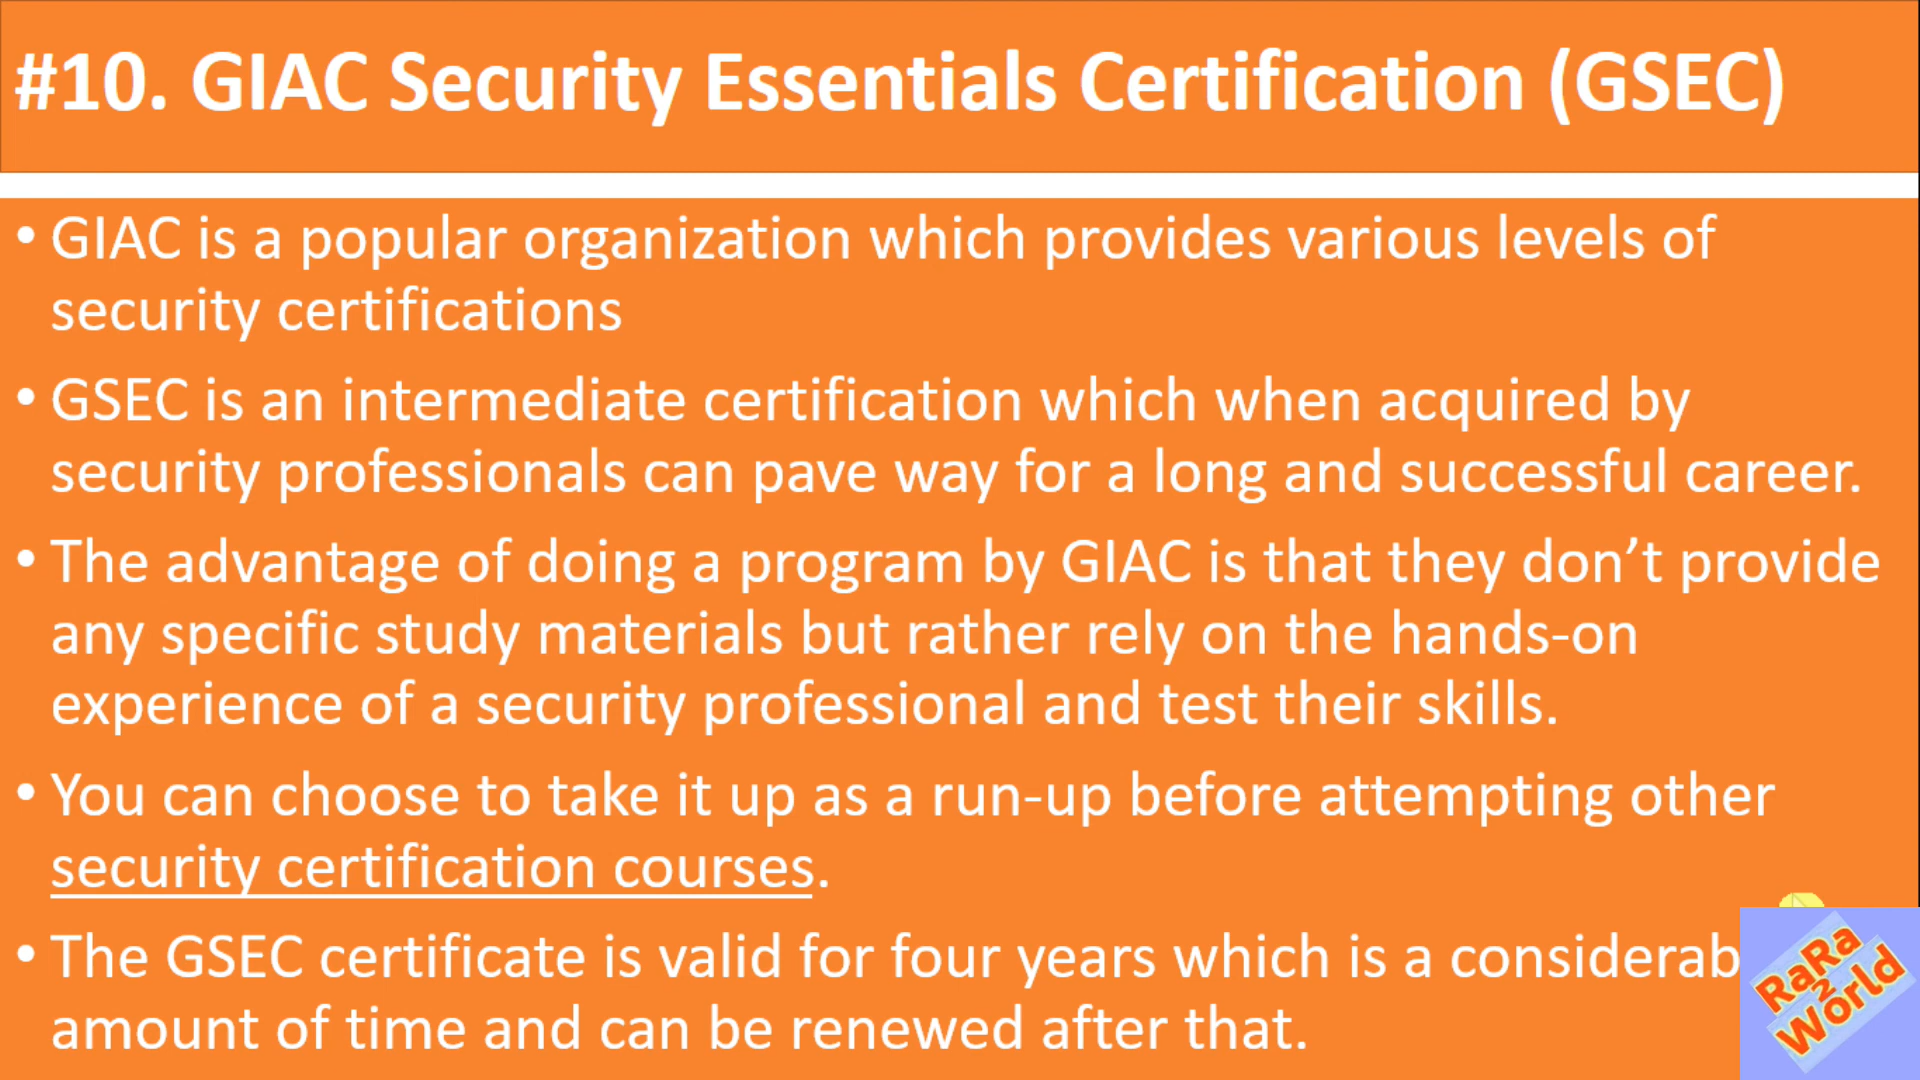 #10. GIAC Security Essentials Certification (GSEC)
• GIAC is a popular organization which provides various levels of
security certifications
• GSEC is an intermediate certification which when acquired by
security professionals can pave way for a long and successful career.
• The advantage of doing a program by GIAC is that they don’t provide
any specific study materials but rather rely on the hands-on
experience of a security professional and test their skills.
• You can choose to take it up as a run-up before attempting other
security certification courses.
• The GSEC certificate is valid for four years which is a considerab
amount of time and can be renewed after that.
RaRa
2
World